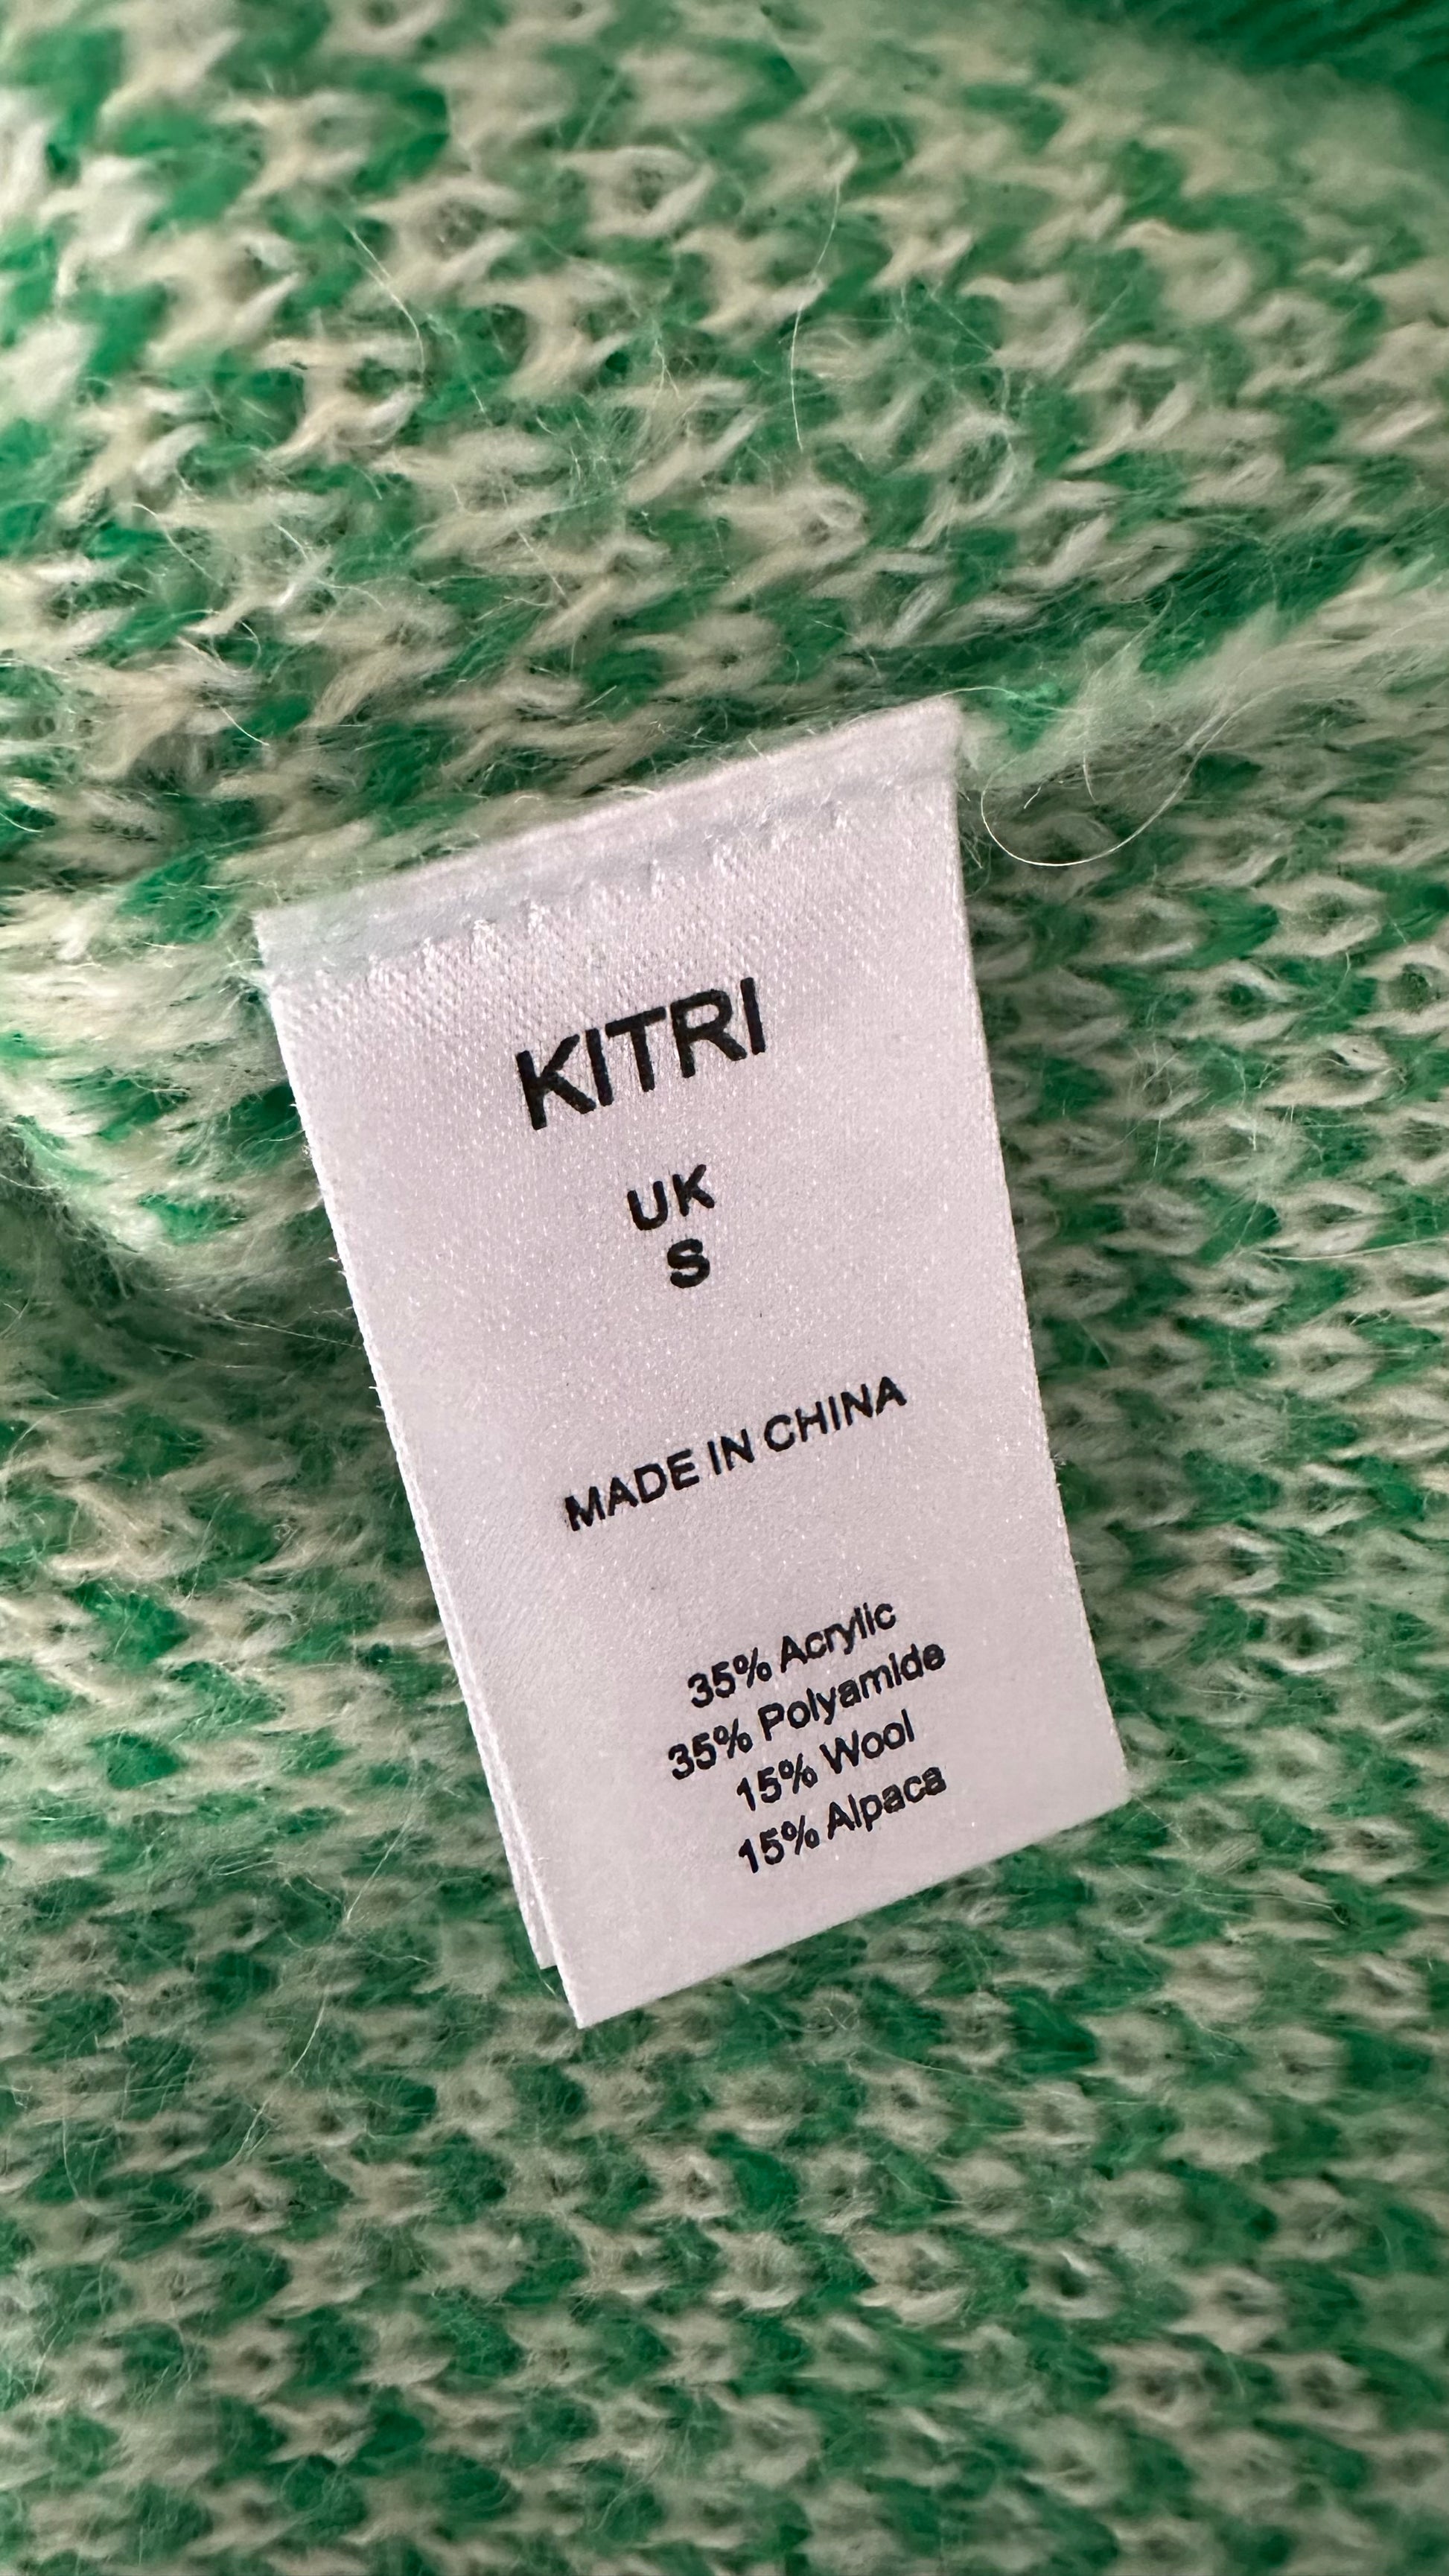 KITRI
UK
S
MADE IN CHINA
35% Acrylic
35% Polyamide
15% Wool
15% Alpaca